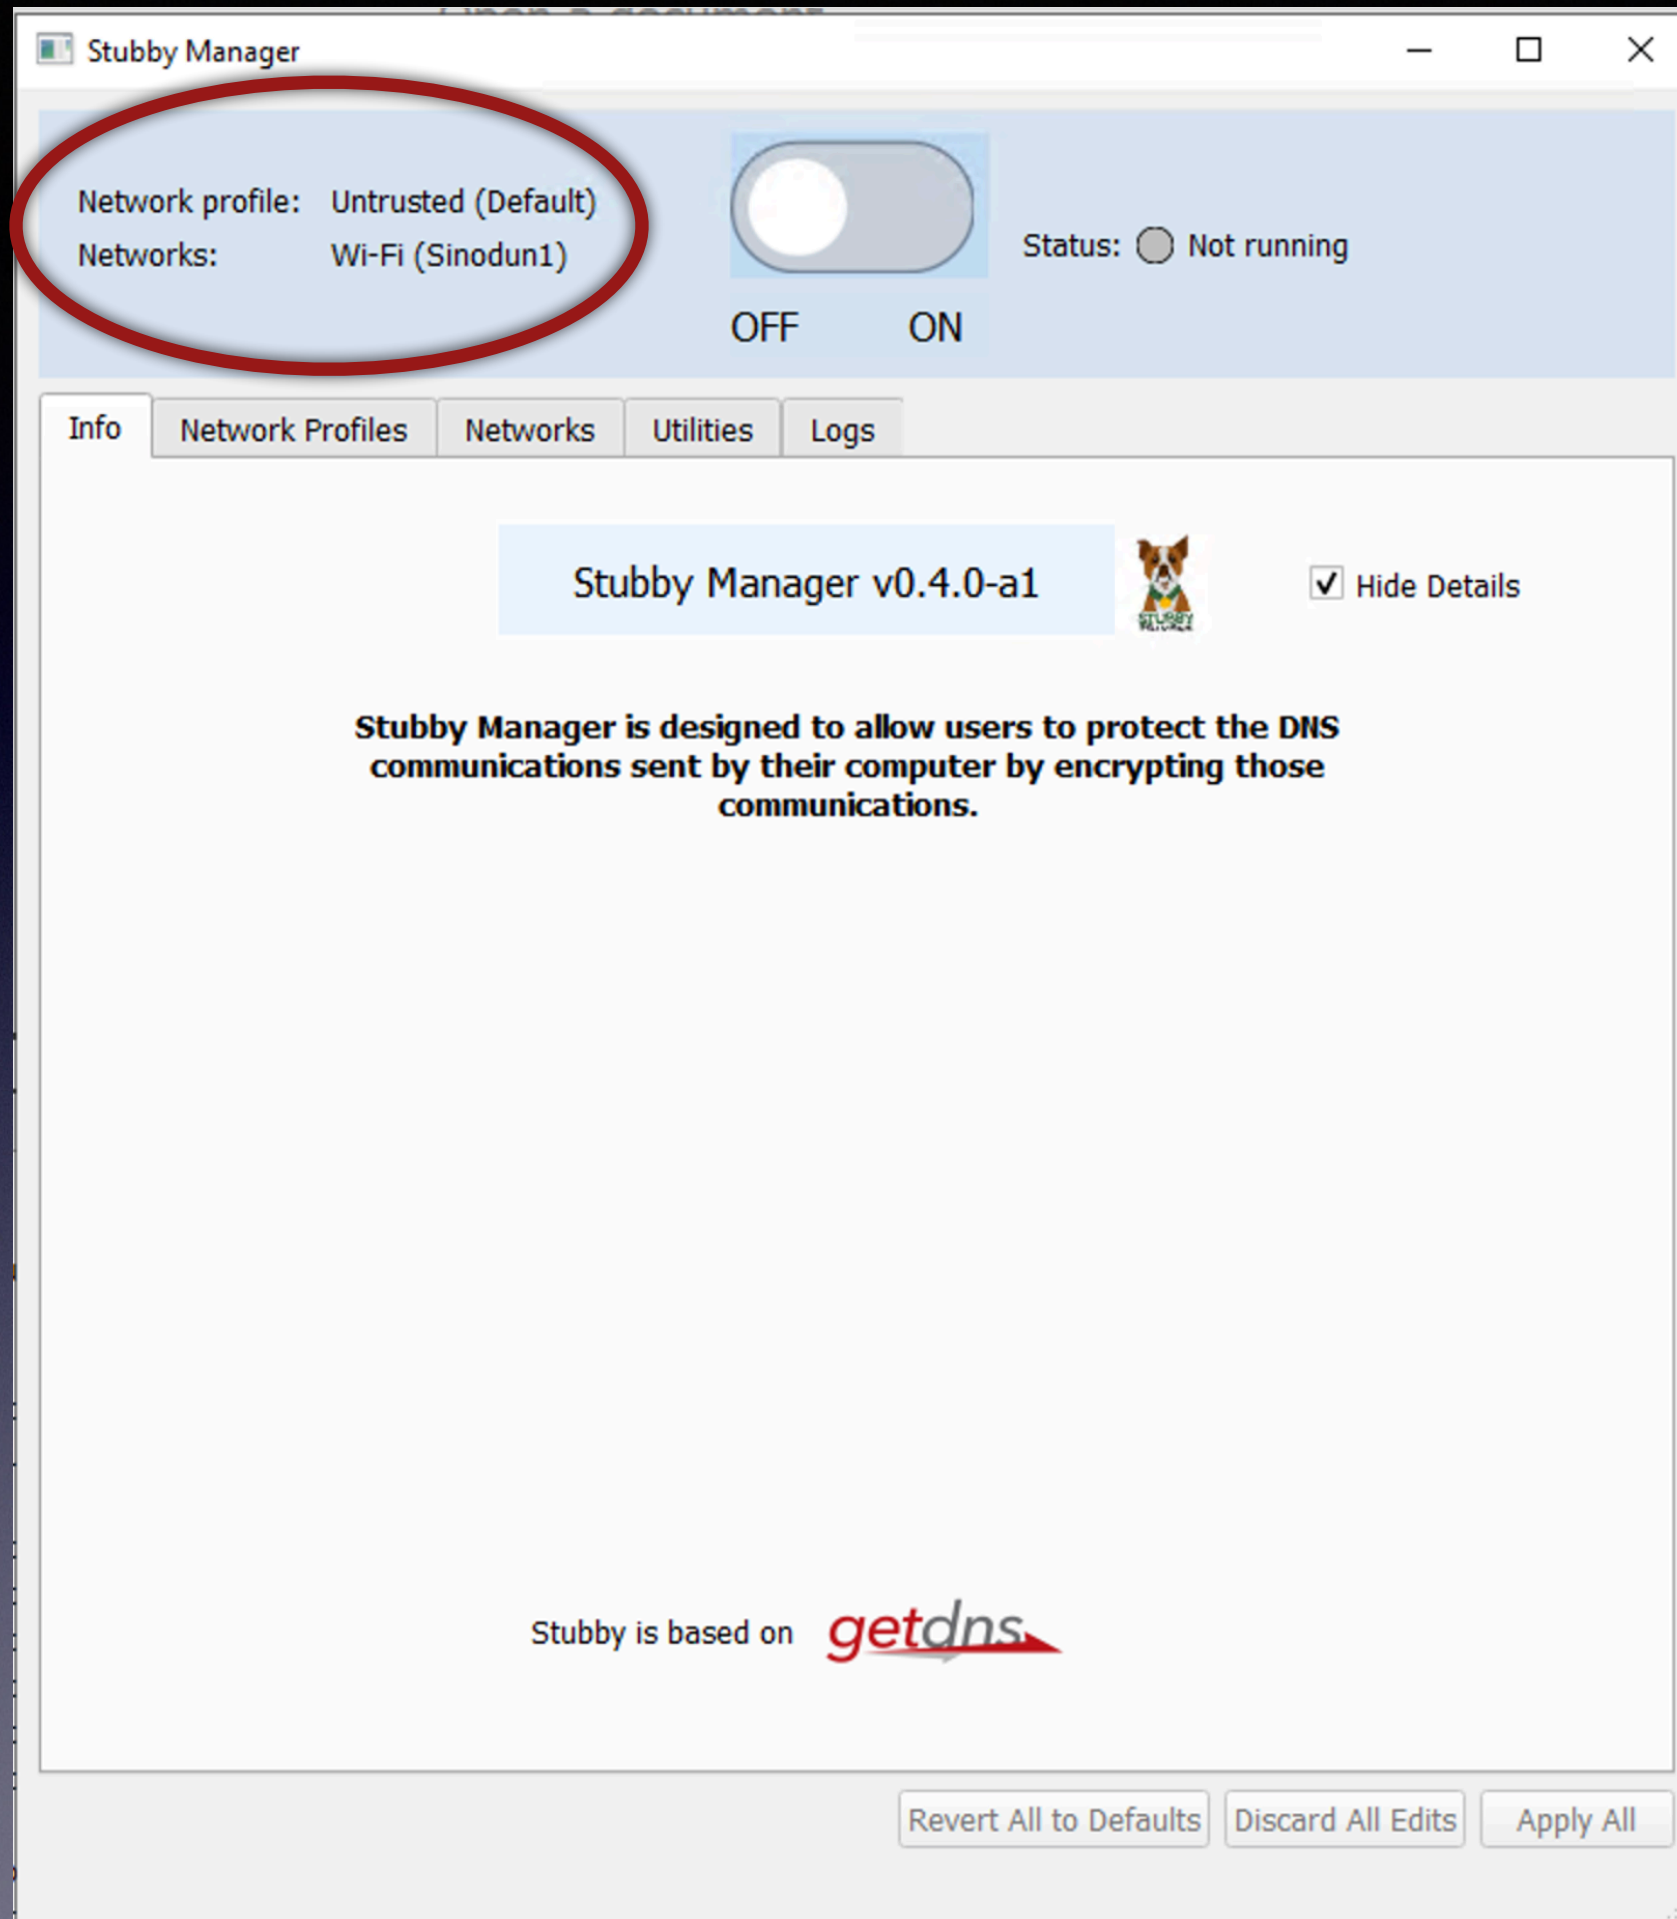 Open a document
Stubby Manager
Network profile: Untrusted (Default)
Networks: Wi-Fi (Sinodun1)
Status: Not running
OFF ON
Info Network Profiles Networks Utilities Logs
Stubby Manager v0.4.0-a1
STUBBY
Hide Details
Stubby Manager is designed to allow users to protect the DNS
communications sent by their computer by encrypting those
communications.
Stubby is based on getdns
Revert All to Defaults Discard All Edits Apply All